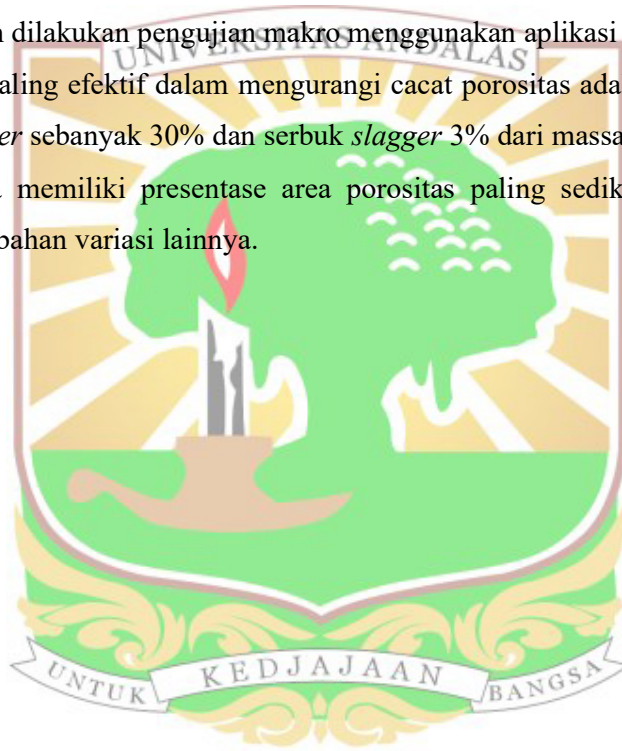 dilakukan pengujian makro menggunakan aplikasi
UNIVERSITAS ANDALAS
paling efektif dalam mengurangi cacat porositas ada
er sebanyak 30% dan serbuk slagger 3% dari massa
memiliki presentase area porositas paling sedik
bahan variasi lainnya.
UNTUK KEDJAJAAN BANGSA